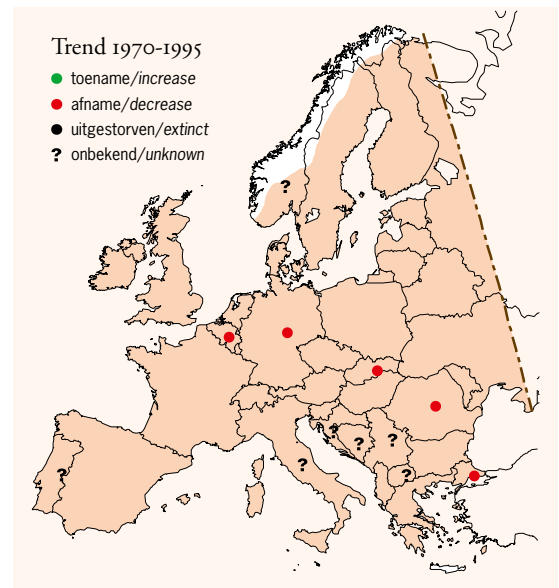 Trend 1970-1995
toename/increase
afname/decrease
uitgestorven/extinct
? onbekend/unknown
?
?
?
?
?
?
?